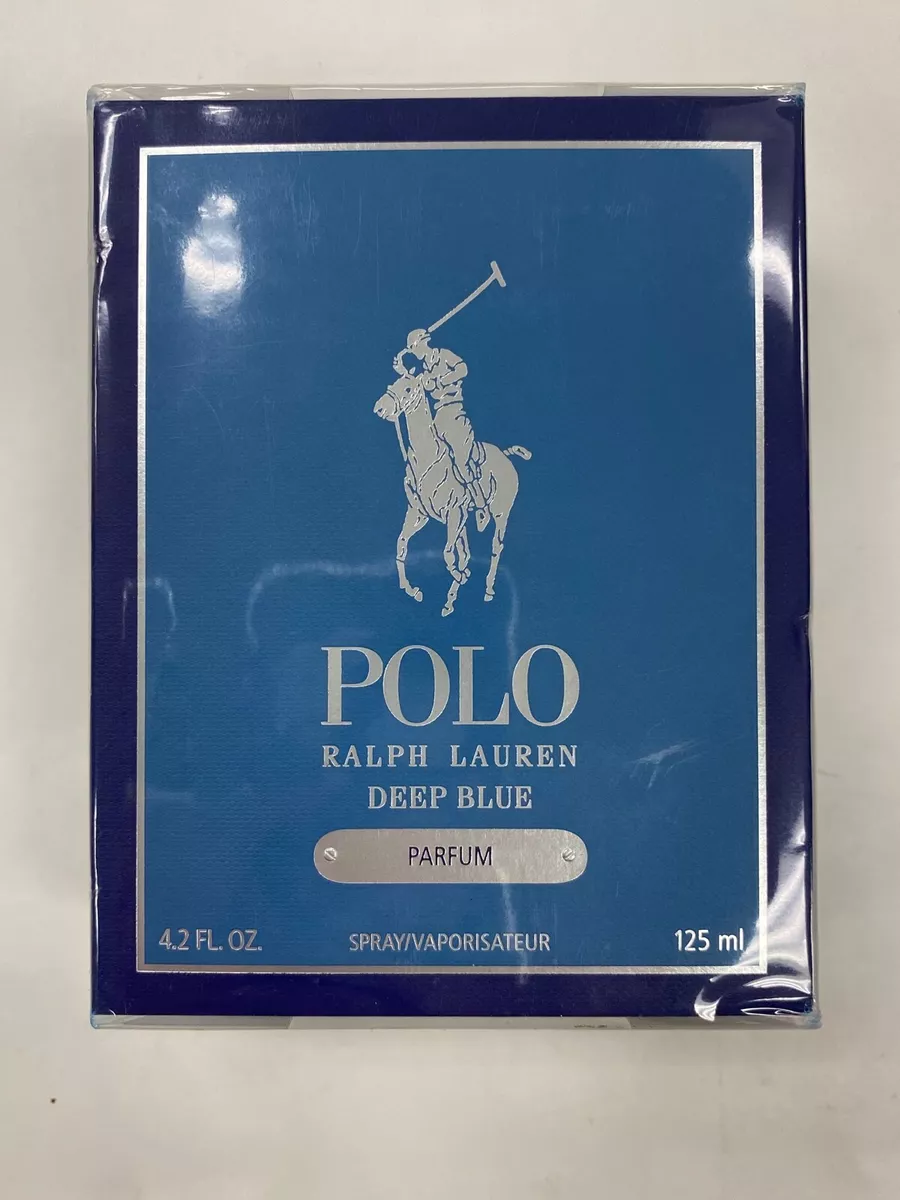 POLO
RALPH LAUREN
DEEP BLUE
PARFUM
4.2 FL. OZ. SPRAY/VAPORISATEUR 125 ml